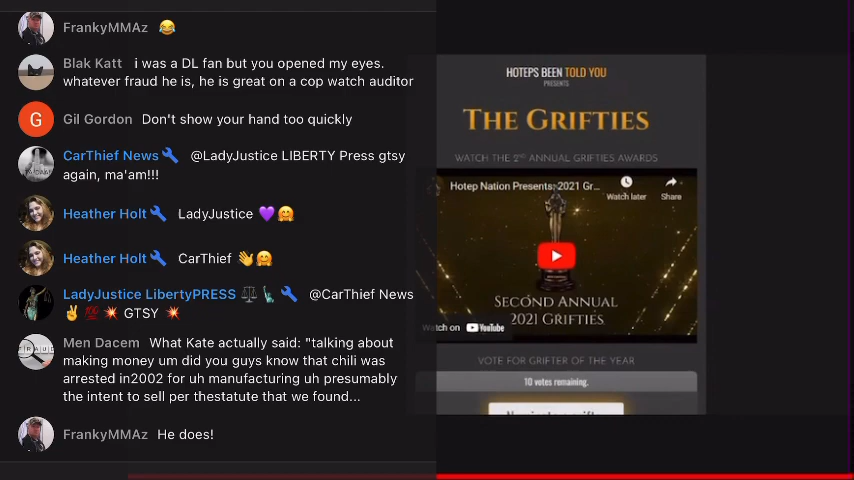 FrankyMMAz 😂
Blak Katt i was a DL fan but you opened my eyes.
whatever fraud he is, he is great on a cop watch auditor
Gil Gordon Don't show your hand too quickly
CarThief News🔧 @LadyJustice LIBERTY Press gtsy
again, ma'am!!!
Heather Holt🔧 LadyJustice 💜🤗
Heather Holt🔧 CarThief 👋🤗
LadyJustice LibertyPRESS ⚖️🗽🔧 @CarThief News
✌️💯💥 GTSY 💥
Men Dacem What Kate actually said: "talking about
making money um did you guys know that chili was
arrested in2002 for uh manufacturing uh presumably
the intent to sell per thestatute that we found...
FrankyMMAz He does!
G
FRAUD
HOTEPS BEEN TOLD YOU
PRESENTS
THE GRIFTIES
WATCH THE 2ND ANNUAL GRIFTIES AWARDS
Hotep Nation Presents: 2021 Gr...
Watch later
Share
SECOND ANNUAL
2021 GRIFTIES
Watch on YouTube
VOTE FOR GRIFTER OF THE YEAR
10 votes remaining.